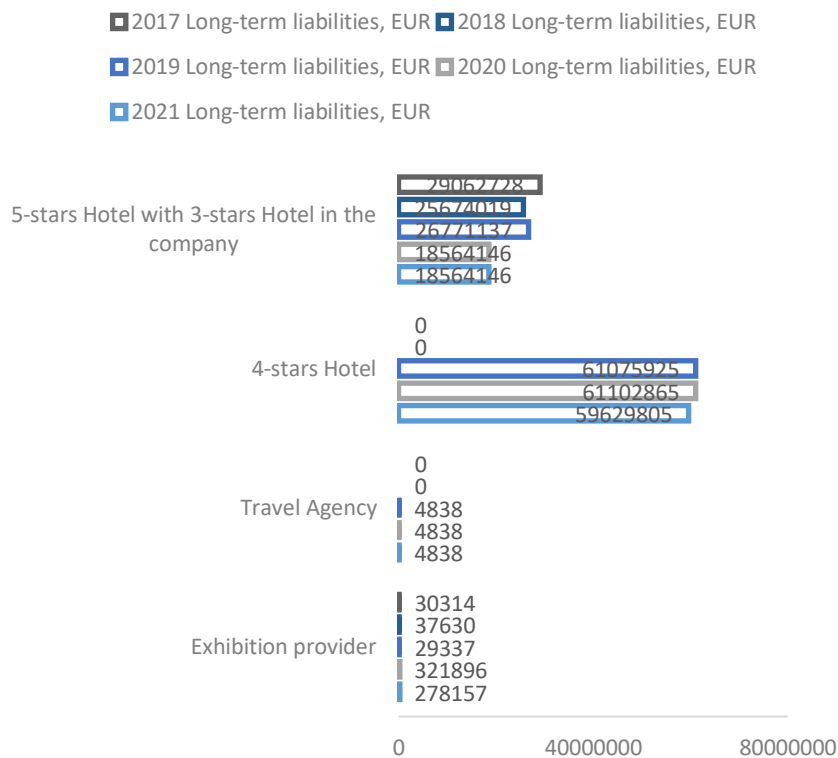 2017 Long-term liabilities, EUR 2018 Long-term liabilities, EUR
2019 Long-term liabilities, EUR 2020 Long-term liabilities, EUR
2021 Long-term liabilities, EUR
29062728
25674019
5-stars Hotel with 3-stars Hotel in the
company
26771137
18564146
18564146
0
0
4-stars Hotel
61075925
61102865
59629805
0
0
Travel Agency
4838
4838
4838
30314
37630
Exhibition provider
29337
321896
278157
0 40000000 80000000